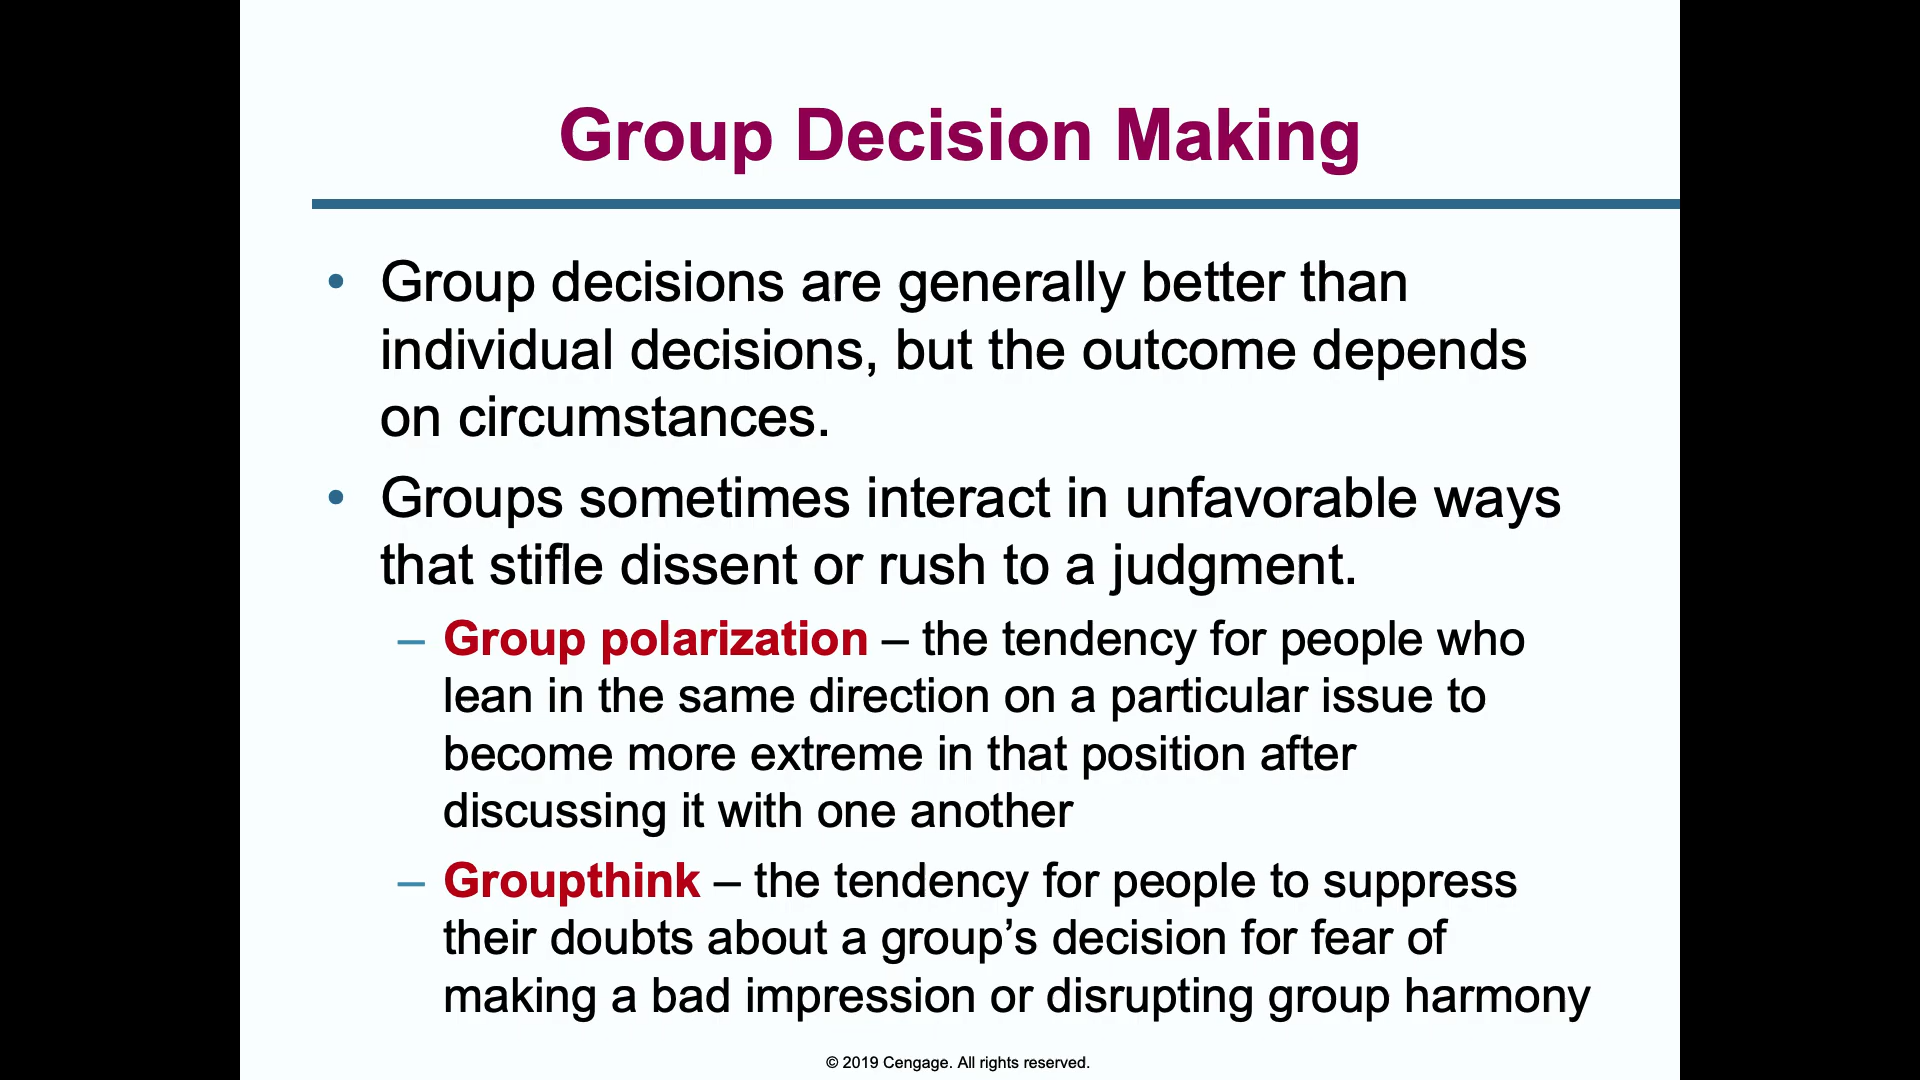 Group Decision Making
• Group decisions are generally better than
individual decisions, but the outcome depends
on circumstances.
• Groups sometimes interact in unfavorable ways
that stifle dissent or rush to a judgment.
– Group polarization – the tendency for people who
lean in the same direction on a particular issue to
become more extreme in that position after
discussing it with one another
– Groupthink – the tendency for people to suppress
their doubts about a group’s decision for fear of
making a bad impression or disrupting group harmony
© 2019 Cengage. All rights reserved.